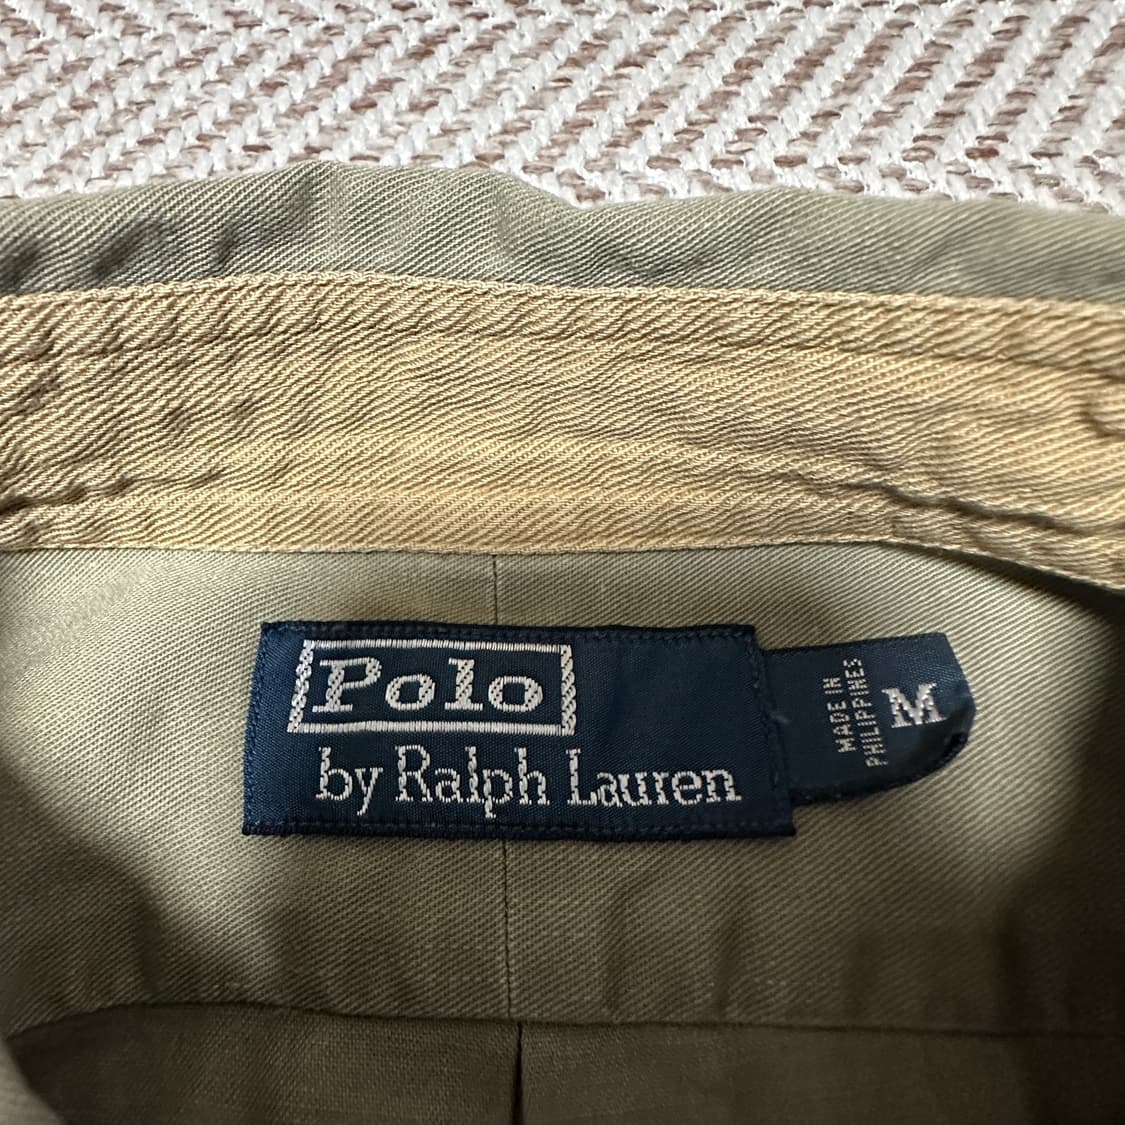 Polo
by Ralph Lauren
MADE IN
PHILIPPINES
M